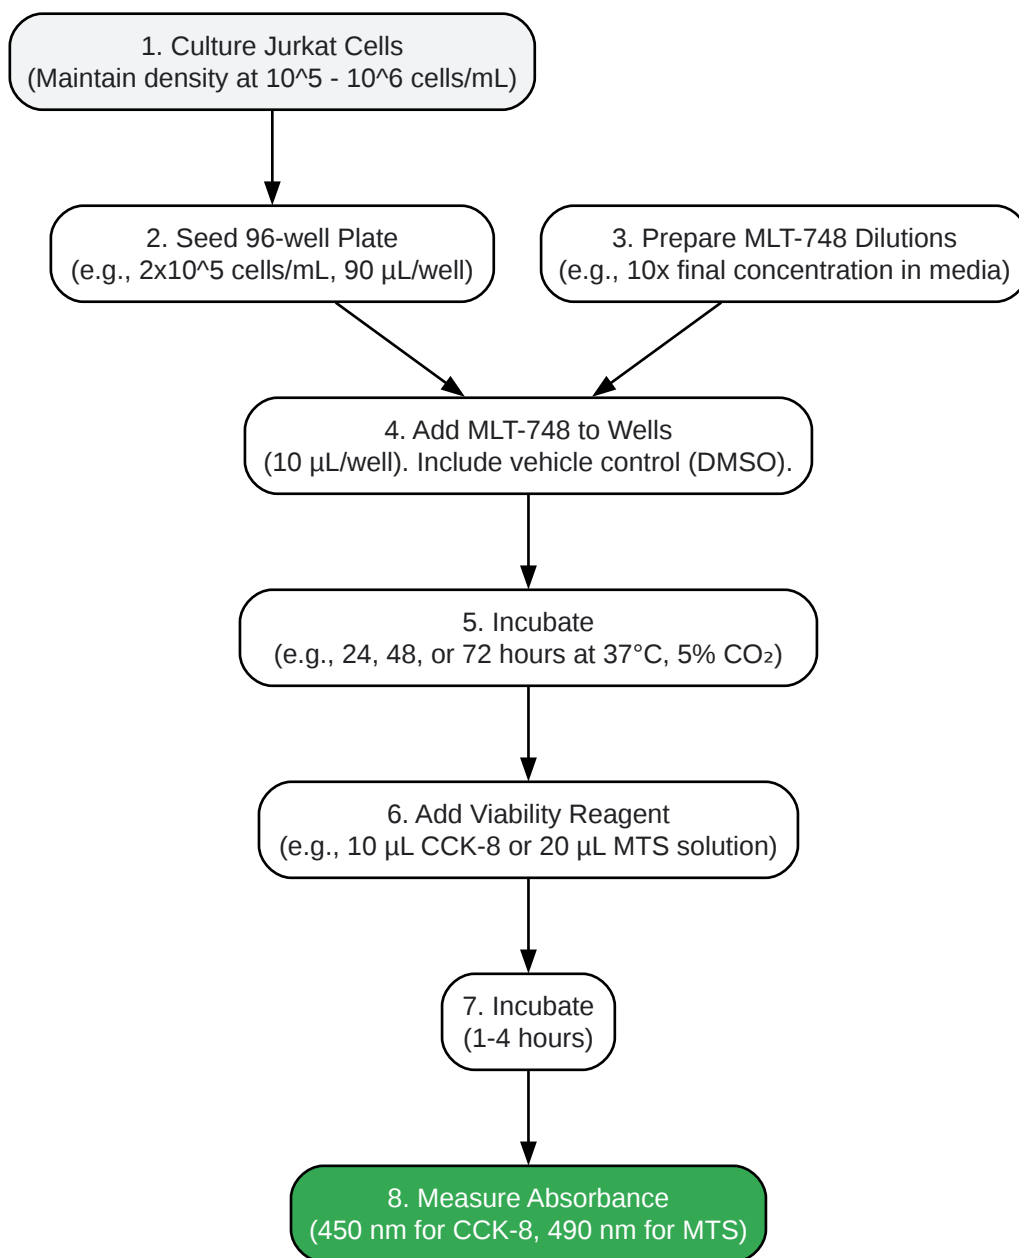 1. Culture Jurkat Cells
(Maintain density at 10^5 - 10^6 cells/mL)
2. Seed 96-well Plate
(e.g., 2x10^5 cells/mL, 90 µL/well)
3. Prepare MLT-748 Dilutions
(e.g., 10x final concentration in media)
4. Add MLT-748 to Wells
(10 µL/well). Include vehicle control (DMSO).
5. Incubate
(e.g., 24, 48, or 72 hours at 37°C, 5% CO₂)
6. Add Viability Reagent
(e.g., 10 µL CCK-8 or 20 µL MTS solution)
7. Incubate
(1-4 hours)
8. Measure Absorbance
(450 nm for CCK-8, 490 nm for MTS)